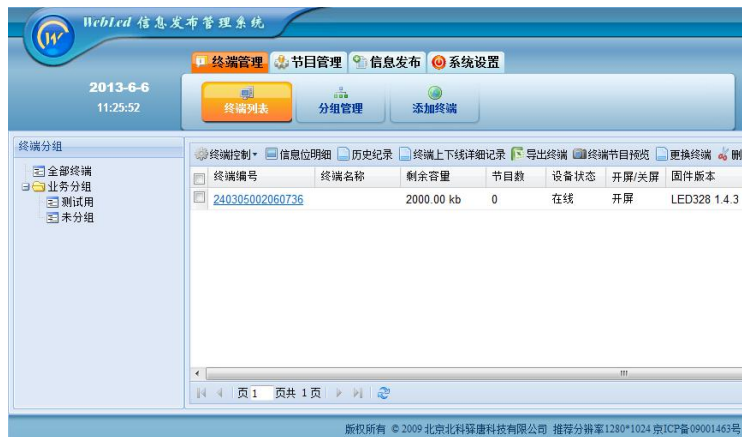 WebLed 信息发布管理系统
终端管理 节目管理 信息发布 系统设置
2013-6-6
11:25:52
终端列表 分组管理 添加终端
终端分组
全部终端
业务分组
测试用
未分组
终端控制 信息位明细 历史纪录 终端上下线详细记录 导出终端 终端节目预览 更换终端 删
终端编号 终端名称 剩余容量 节目数 设备状态 开屏/关屏 固件版本
240305002060736 2000.00 kb 0 在线 开屏 LED328 1.4.3
页 1 页共 1 页
版权所有 © 2009 北京北科驿唐科技有限公司 推荐分辨率1280*1024 京ICP备09001463号